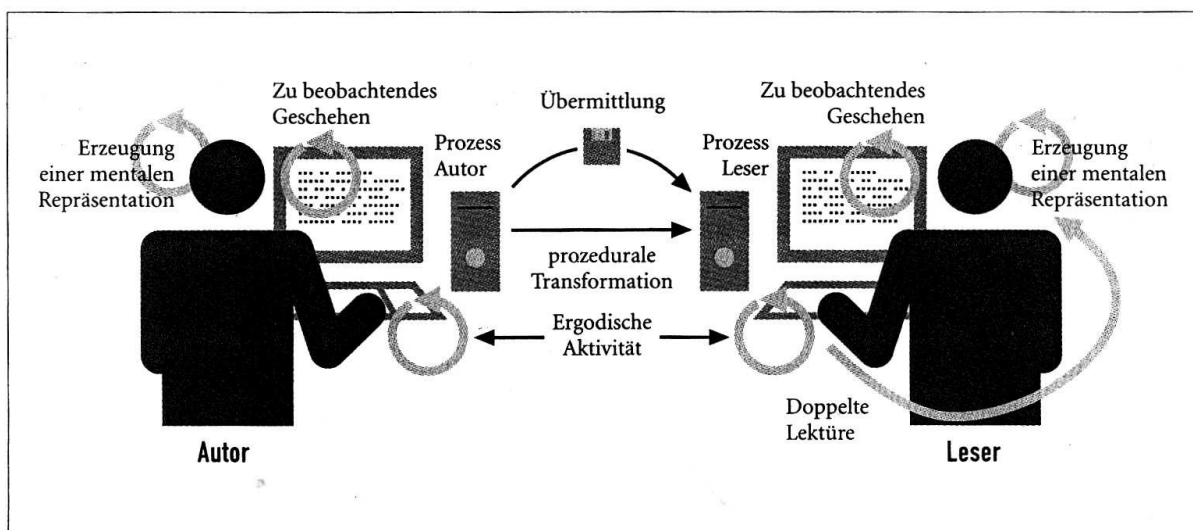 Zu beobachtendes
Geschehen
Erzeugung
einer mentalen
Repräsentation
Prozess
Autor
Übermittlung
prozedurale
Transformation
Ergodische
Aktivität
Prozess
Leser
Zu beobachtendes
Geschehen
Erzeugung
einer mentalen
Repräsentation
Doppelte
Lektüre
Autor
Leser